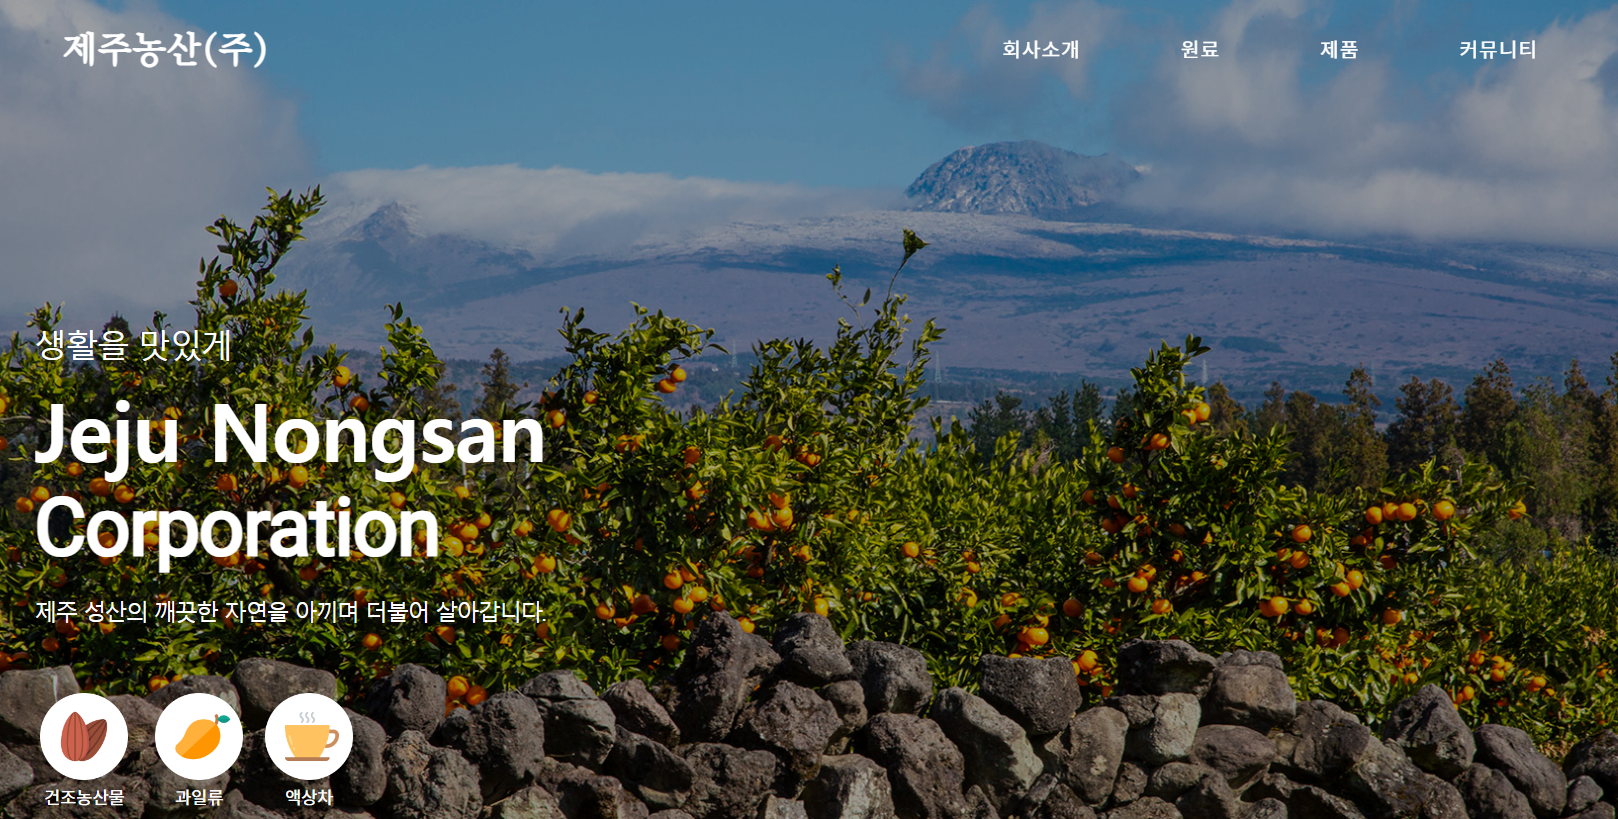 제주농산(주)
회사소개 원료 제품 커뮤니티
생활을 맛있게
Jeju Nongsan
Corporation
제주 성산의 깨끗한 자연을 아끼며 더불어 살아갑니다.
건조농산물 과일류 액상차